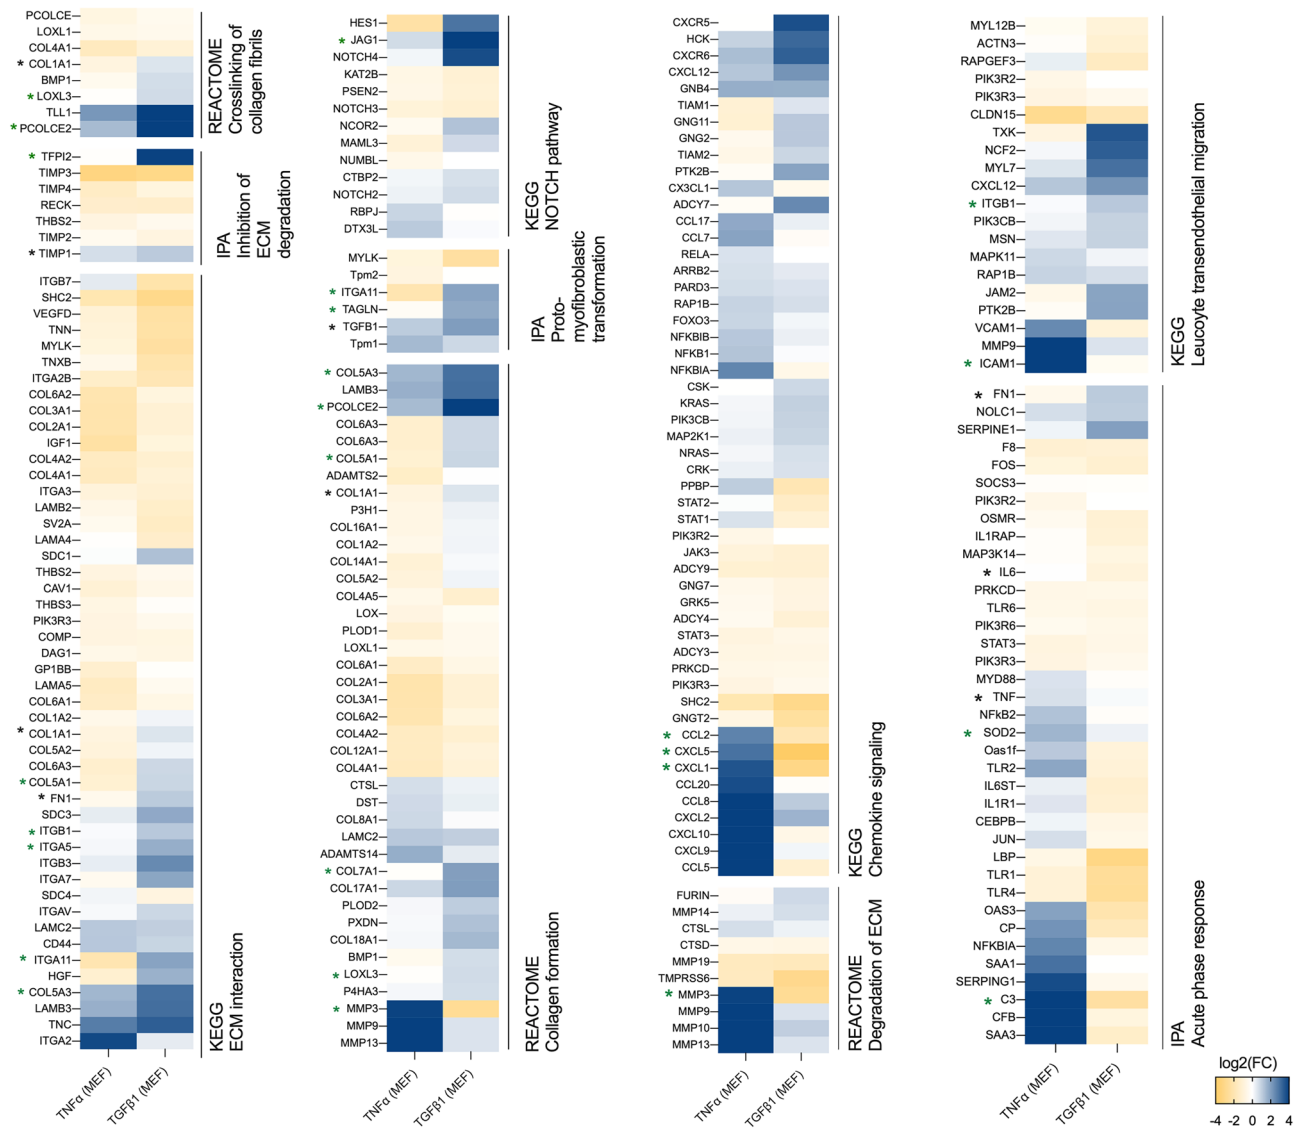 PCOLCE
LOXL1
COL4A1
* COL1A1
BMP1
* LOXL3
TLL1
* PCOLCE2
REACTOME
Crosslinking of
collagen fibrils
* TFPI2
TIMP3
TIMP4
RECK
THBS2
TIMP2
* TIMP1
IPA
Inhibition of
ECM
degradation
ITGB7
SHC2
VEGFD
TNN
MYLK
TNXB
ITGA2B
COL6A2
COL3A1
COL2A1
IGF1
COL4A2
COL4A1
ITGA3
LAMB2
SV2A
LAMA4
SDC1
THBS2
CAV1
THBS3
PIK3R3
COMP
DAG1
GP1BB
LAMA5
COL6A1
COL1A2
* COL1A1
COL5A2
COL6A3
* COL5A1
* FN1
SDC3
* ITGB1
* ITGA5
ITGB3
ITGA7
SDC4
ITGAV
LAMC2
CD44
* ITGA11
HGF
* COL5A3
LAMB3
TNC
ITGA2
KEGG
ECM interaction
TNFα (MEF)
TGFβ1 (MEF)
HES1
* JAG1
NOTCH4
KAT2B
PSEN2
NOTCH3
NCOR2
MAML3
NUMBL
CTBP2
NOTCH2
RBPJ
DTX3L
KEGG
NOTCH pathway
MYLK
Tpm2
* ITGA11
* TAGLN
* TGFB1
Tpm1
IPA
Proto-
myofibroblastic
transformation
* COL5A3
LAMB3
* PCOLCE2
COL6A3
COL6A3
* COL5A1
ADAMTS2
* COL1A1
P3H1
COL16A1
COL1A2
COL14A1
COL5A2
COL4A5
LOX
PLOD1
LOXL1
COL6A1
COL2A1
COL3A1
COL6A2
COL4A2
COL12A1
COL4A1
CTSL
DST
COL8A1
LAMC2
ADAMTS14
* COL7A1
COL17A1
PLOD2
PXDN
COL18A1
BMP1
* LOXL3
P4HA3
* MMP3
MMP9
MMP13
REACTOME
Collagen formation
TNFα (MEF)
TGFβ1 (MEF)
CXCR5
HCK
CXCR6
CXCL12
GNB4
TIAM1
GNG11
GNG2
TIAM2
PTK2B
CX3CL1
ADCY7
CCL17
CCL7
RELA
ARRB2
PARD3
RAP1B
FOXO3
NFKBIB
NFKB1
NFKBIA
CSK
KRAS
PIK3CB
MAP2K1
NRAS
CRK
PPBP
STAT2
STAT1
PIK3R2
JAK3
ADCY9
GNG7
GRK5
ADCY4
STAT3
ADCY3
PRKCD
PIK3R3
SHC2
GNGT2
* CCL2
* CXCL5
* CXCL1
CCL20
CCL8
CXCL2
CXCL10
CXCL9
CCL5
KEGG
Chemokine signaling
FURIN
MMP14
CTSL
CTSD
MMP19
TMPRSS6
* MMP3
MMP9
MMP10
MMP13
REACTOME
Degradation of ECM
TNFα (MEF)
TGFβ1 (MEF)
MYL12B
ACTN3
RAPGEF3
PIK3R2
PIK3R3
CLDN15
TXK
NCF2
MYL7
CXCL12
* ITGB1
PIK3CB
MSN
MAPK11
RAP1B
JAM2
PTK2B
VCAM1
MMP9
* ICAM1
KEGG
Leucoyte transendothelial migration
* FN1
NOLC1
SERPINE1
F8
FOS
SOCS3
PIK3R2
OSMR
IL1RAP
MAP3K14
* IL6
PRKCD
TLR6
PIK3R6
STAT3
PIK3R3
MYD88
* TNF
NFkB2
* SOD2
Oas1f
TLR2
IL6ST
IL1R1
CEBPB
JUN
LBP
TLR1
TLR4
OAS3
CP
NFKBIA
SAA1
SERPING1
* C3
CFB
SAA3
IPA
Acute phase response
TNFα (MEF)
TGFβ1 (MEF)
log2(FC)
-4 -2 0 2 4